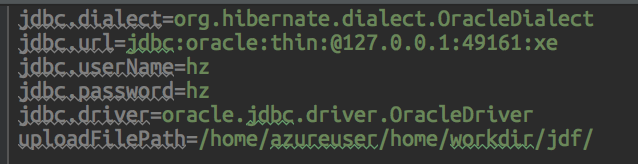 jdbc.dialect=org.hibernate.dialect.OracleDialect
jdbc.url=jdbc:oracle:thin:@127.0.0.1:49161:xe
jdbc.userName=hz
jdbc.password=hz
jdbc.driver=oracle.jdbc.driver.OracleDriver
uploadFilePath=/home/azureuser/home/workdir/jdf/